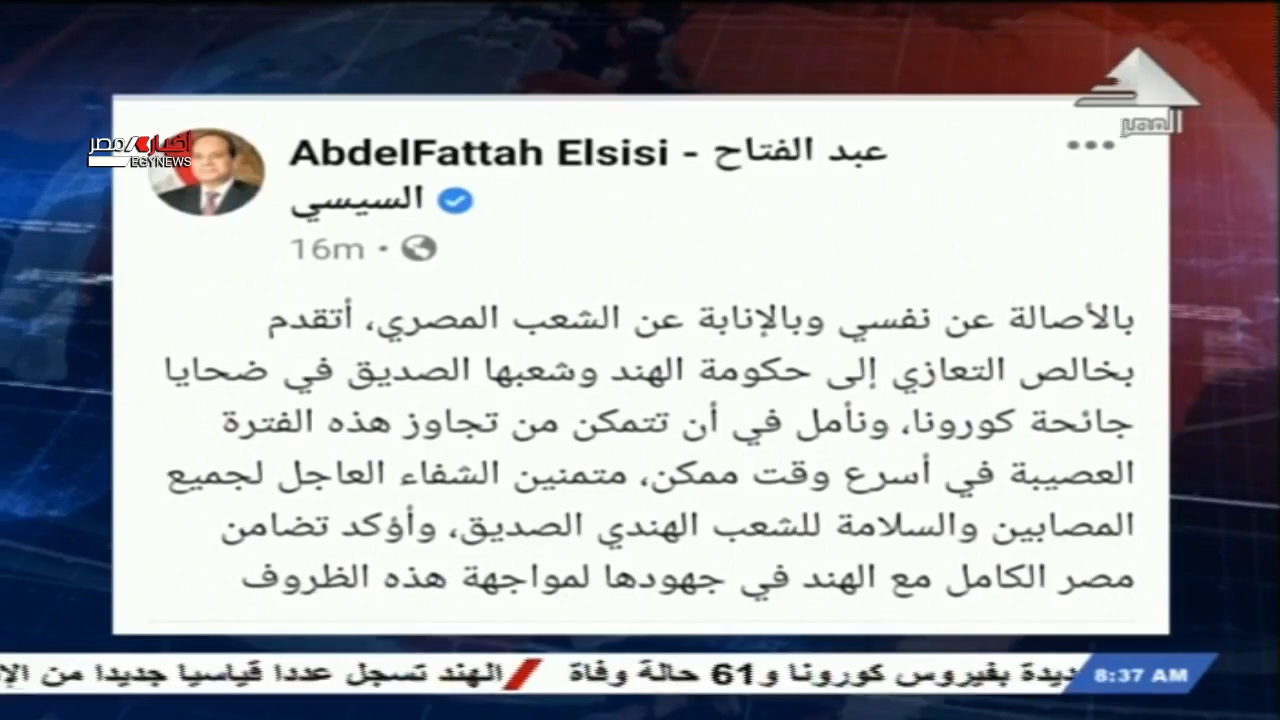 المصر
أخبار مصر
EGYNEWS
AbdelFattah Elsisi - عبد الفتاح
السيسي
16m
بالأصالة عن نفسي وبالإنابة عن الشعب المصري، أتقدم
بخالص التعازي إلى حكومة الهند وشعبها الصديق في ضحايا
جائحة كورونا، ونأمل في أن تتمكن من تجاوز هذه الفترة
العصيبة في أسرع وقت ممكن، متمنين الشفاء العاجل لجميع
المصابين والسلامة للشعب الهندي الصديق، وأؤكد تضامن
مصر الكامل مع الهند في جهودها لمواجهة هذه الظروف
8:37 AM
ديدة بفيروس كورونا و61 حالة وفاة الهند تسجل عددا قياسيا جديدا من الإ